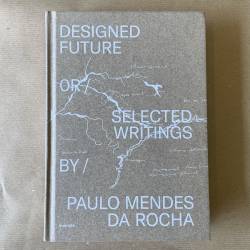 DESIGNED
FUTURE
OR /
SELECTED
WRITINGS
BY /
PAULO MENDES
DA ROCHA